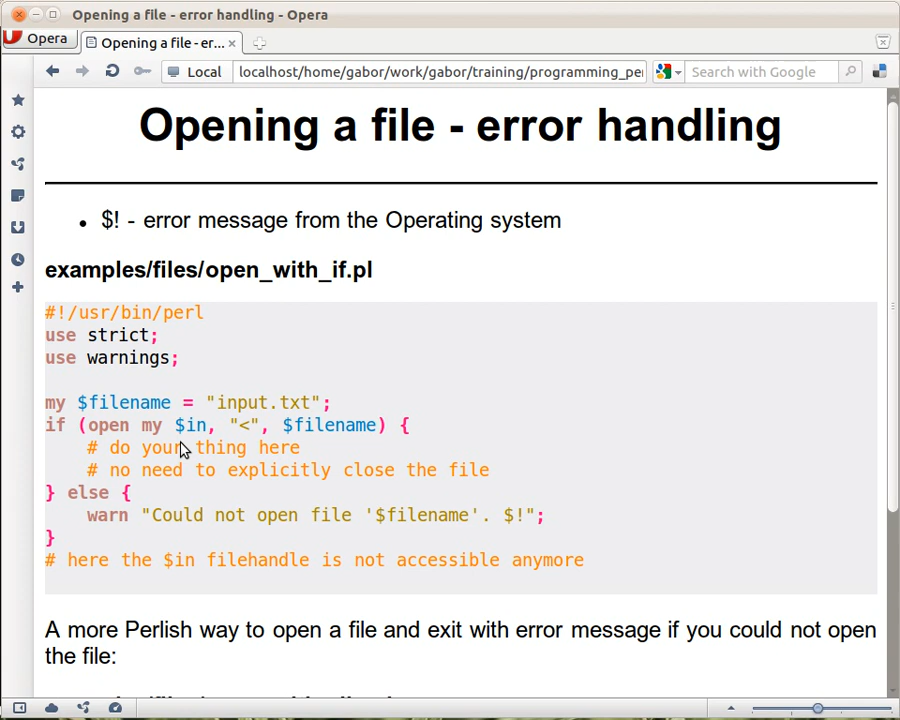 Opening a file - error handling - Opera
Opera
Opening a file - er...
Local
localhost/home/gabor/work/gabor/training/programming_per
Search with Google
Opening a file - error handling
• $! - error message from the Operating system
examples/files/open_with_if.pl
#!/usr/bin/perl
use strict;
use warnings;
my $filename = "input.txt";
if (open my $in, "<", $filename) {
# do your thing here
# no need to explicitly close the file
} else {
warn "Could not open file '$filename'. $!";
}
# here the $in filehandle is not accessible anymore
A more Perlish way to open a file and exit with error message if you could not open
the file: